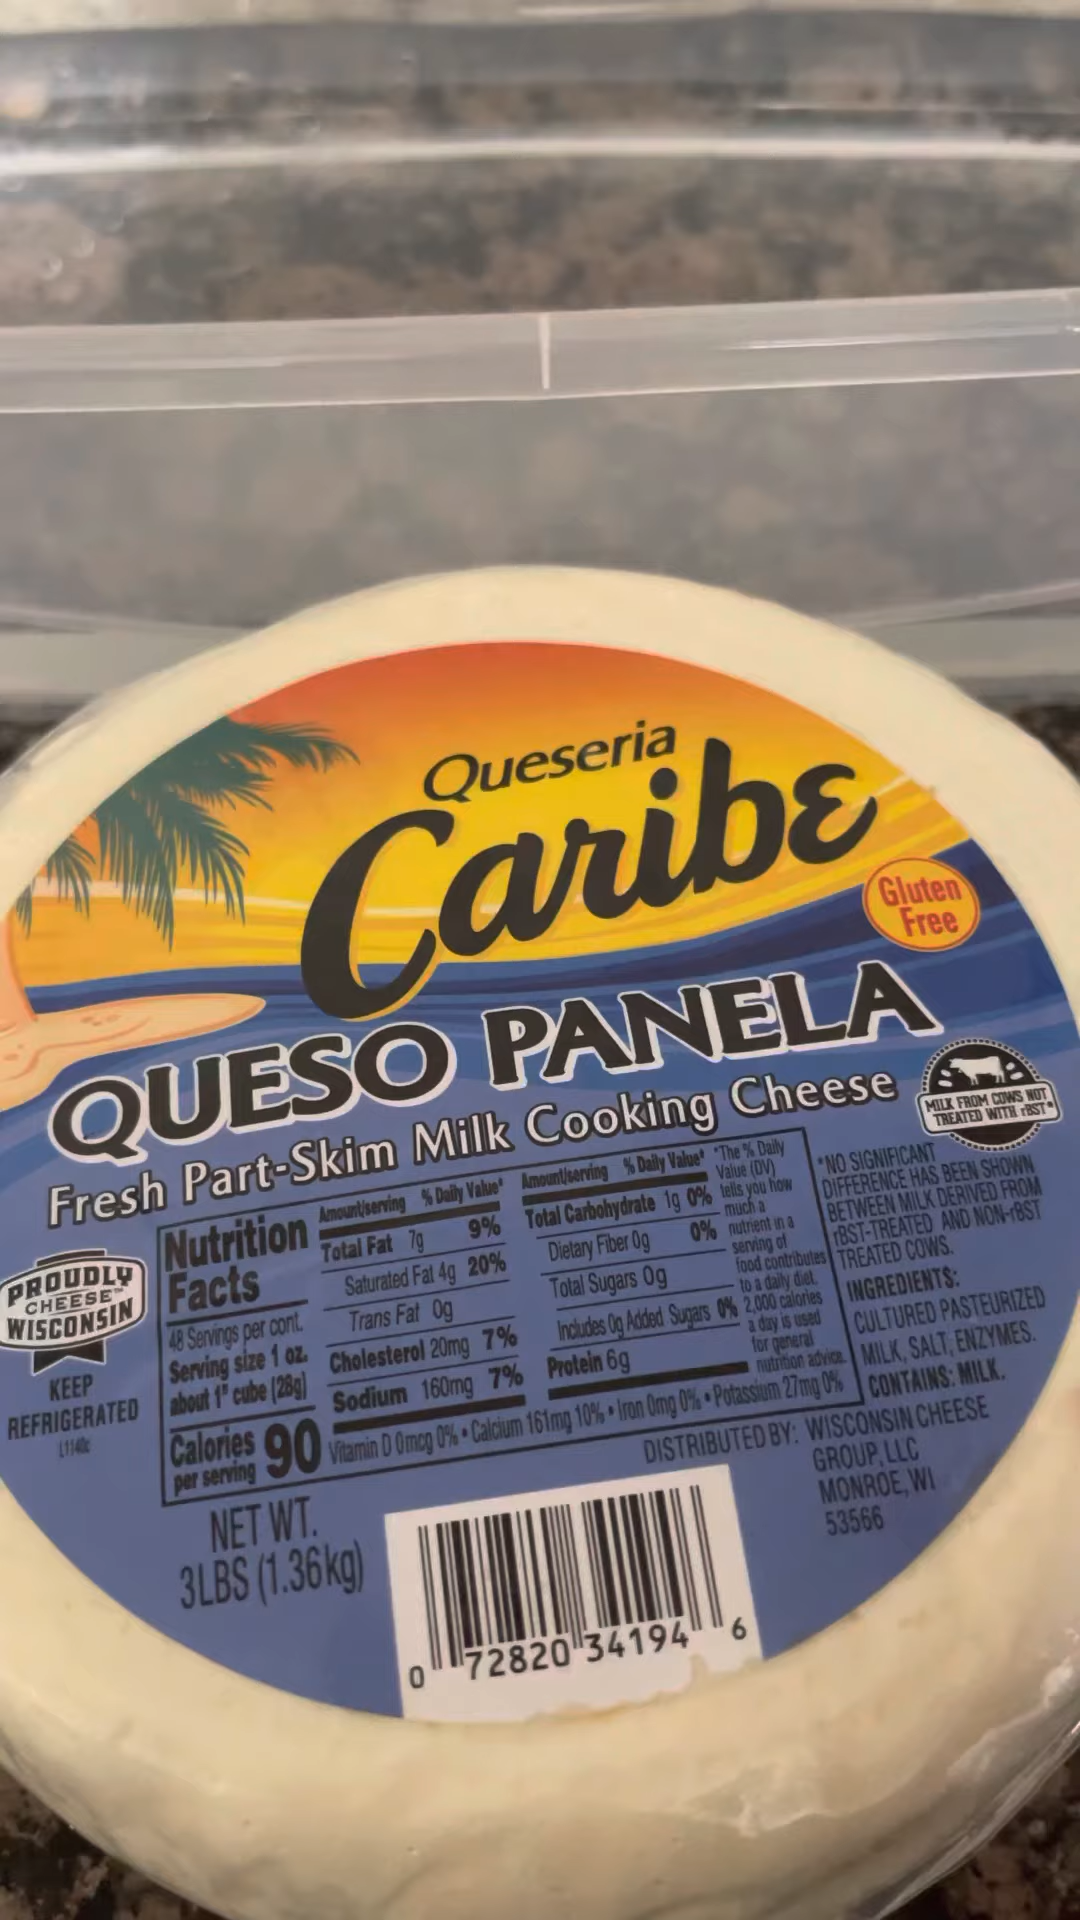 Queseria
Caribe
Gluten
Free
QUESO PANELA
Fresh Part-Skim Milk Cooking Cheese
MILK FROM COWS NOT
TREATED WITH rBST*
PROUDLY
CHEESE™
WISCONSIN
KEEP
REFRIGERATED
L1140c
Nutrition
Facts
48 Servings per cont.
Serving size 1 oz.
about 1" cube (28g)
Calories 90
per serving
Amount/serving % Daily Value*
Total Fat 7g 9%
Saturated Fat 4g 20%
Trans Fat 0g
Cholesterol 20mg 7%
Sodium 160mg 7%
Amount/serving % Daily Value*
Total Carbohydrate 1g 0%
Dietary Fiber 0g 0%
Total Sugars 0g
Includes 0g Added Sugars 0%
Protein 6g
*The % Daily
Value (DV)
tells you how
much a
nutrient in a
serving of
food contributes
to a daily diet.
2,000 calories
a day is used
for general
nutrition advice.
Vitamin D 0mcg 0% • Calcium 161mg 10% • Iron 0mg 0% • Potassium 27mg 0%
*NO SIGNIFICANT
DIFFERENCE HAS BEEN SHOWN
BETWEEN MILK DERIVED FROM
rBST-TREATED AND NON-rBST
TREATED COWS.
INGREDIENTS:
CULTURED PASTEURIZED
MILK, SALT, ENZYMES.
CONTAINS: MILK.
DISTRIBUTED BY: WISCONSIN CHEESE
GROUP, LLC
MONROE, WI
53566
NET WT.
3LBS (1.36kg)
0 72820 34194 6